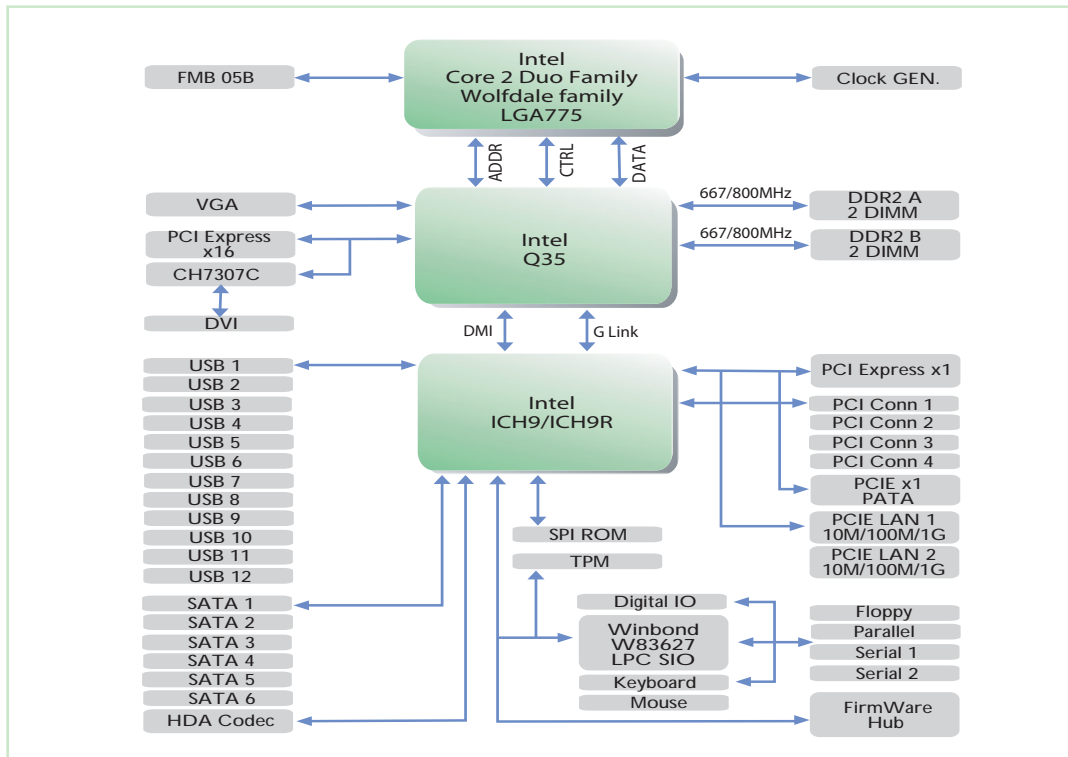 Intel
Core 2 Duo Family
Wolfdale family
LGA775
FMB 05B
Clock GEN.
ADDR
CTRL
DATA
VGA
PCI Express
x16
CH7307C
DVI
Intel
Q35
667/800MHz
DDR2 A
2 DIMM
667/800MHz
DDR2 B
2 DIMM
DMI
G Link
USB 1
USB 2
USB 3
USB 4
USB 5
USB 6
USB 7
USB 8
USB 9
USB 10
USB 11
USB 12
Intel
ICH9/ICH9R
PCI Express x1
PCI Conn 1
PCI Conn 2
PCI Conn 3
PCI Conn 4
PCIE x1
PATA
PCIE LAN 1
10M/100M/1G
PCIE LAN 2
10M/100M/1G
SPI ROM
TPM
SATA 1
SATA 2
SATA 3
SATA 4
SATA 5
SATA 6
HDA Codec
Digital IO
Winbond
W83627
LPC SIO
Keyboard
Mouse
Floppy
Parallel
Serial 1
Serial 2
FirmWare
Hub